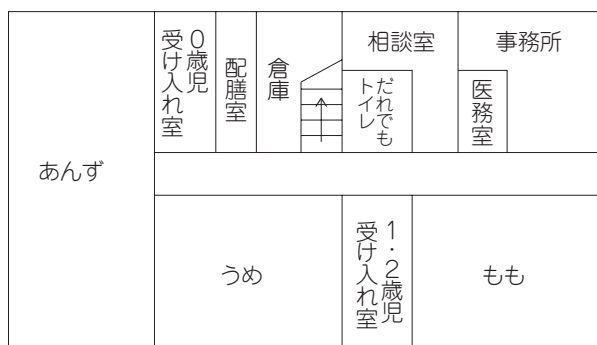 ０歳児
受け入れ室
配膳室
倉庫
だれでも
トイレ
相談室
医務室
事務所
あんず
うめ
１・２歳児
受け入れ室
もも